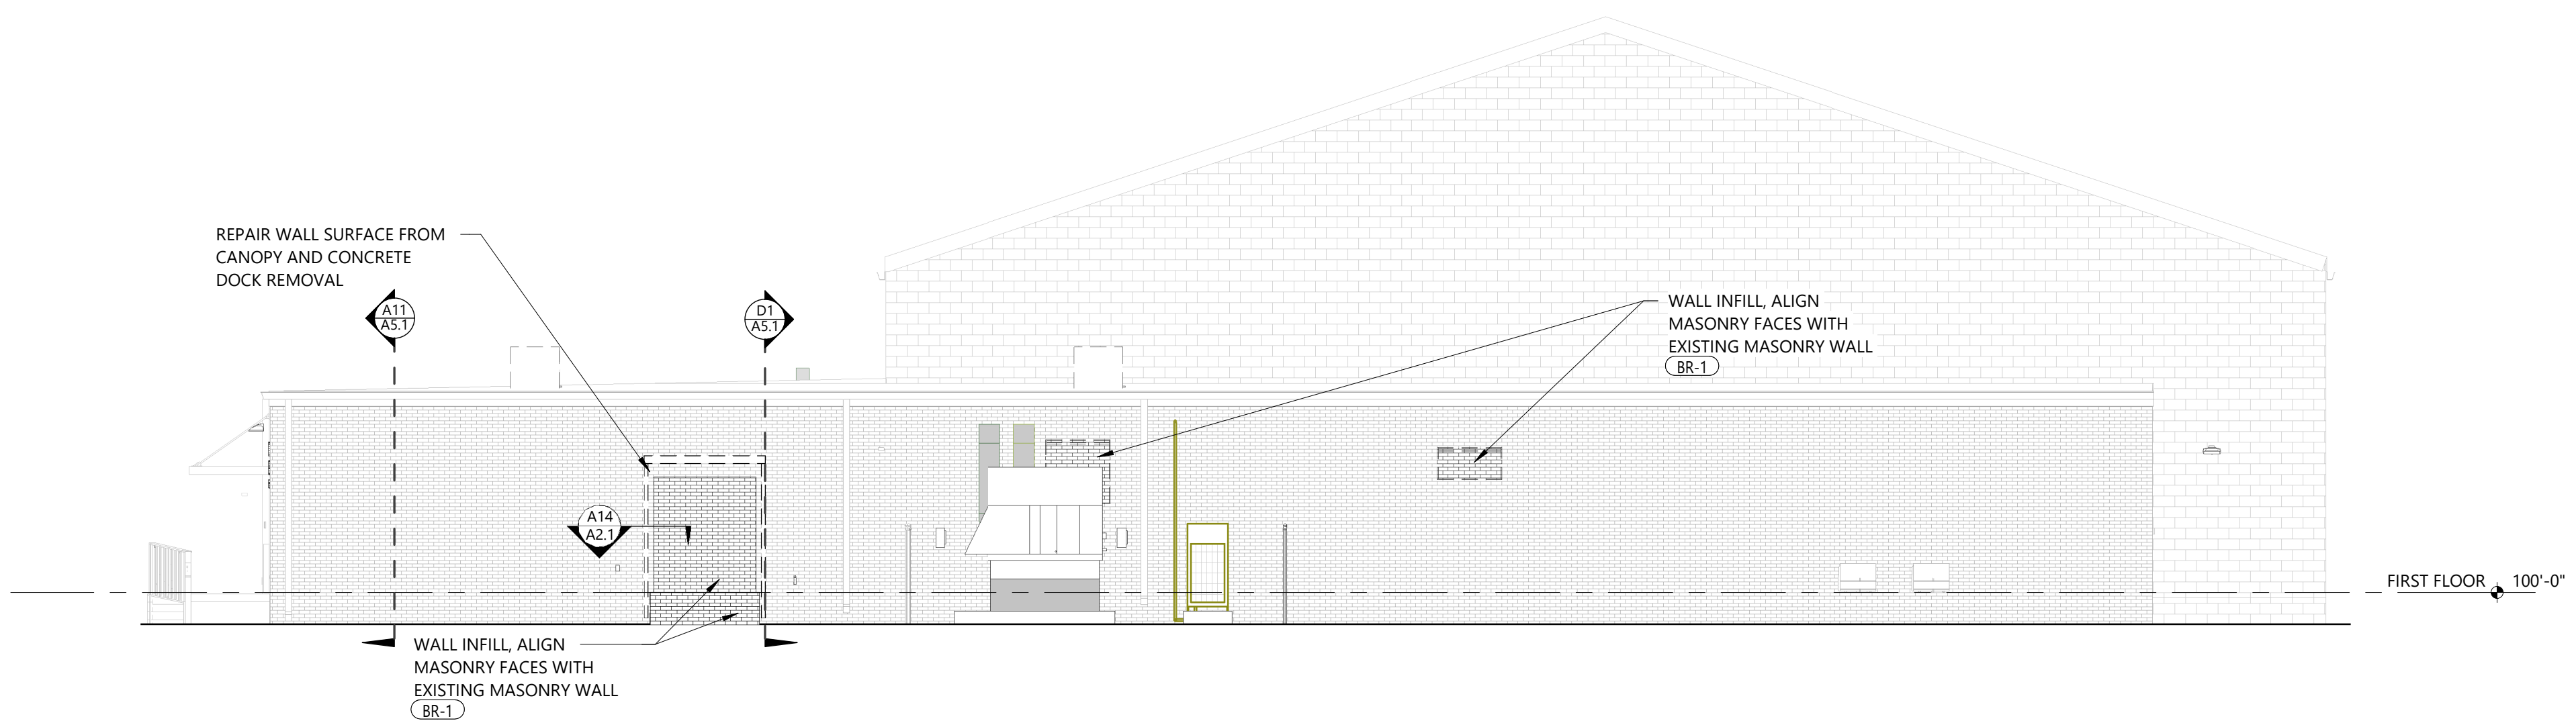 REPAIR WALL SURFACE FROM
CANOPY AND CONCRETE
DOCK REMOVAL
A11
A5.1
D1
A5.1
WALL INFILL, ALIGN
MASONRY FACES WITH
EXISTING MASONRY WALL
BR-1
A14
A2.1
FIRST FLOOR
100'-0"
WALL INFILL, ALIGN
MASONRY FACES WITH
EXISTING MASONRY WALL
BR-1